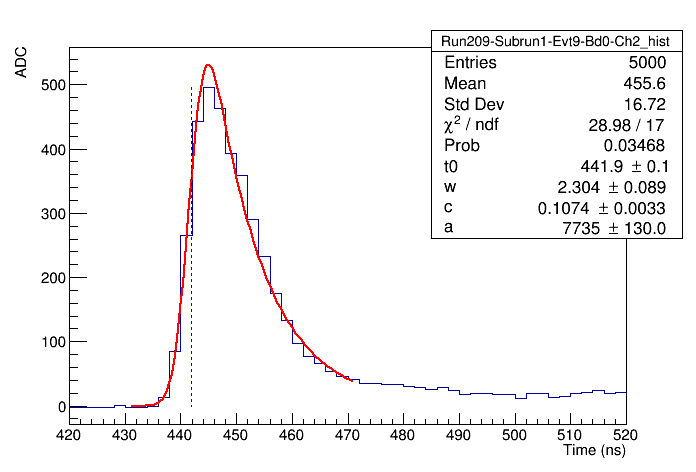 Run209-Subrun1-Evt9-Bd0-Ch2_hist
Entries 5000
Mean 455.6
Std Dev 16.72
χ² / ndf 28.98 / 17
Prob 0.03468
t0 441.9 ± 0.1
w 2.304 ± 0.089
c 0.1074 ± 0.0033
a 7735 ± 130.0
ADC
500
400
300
200
100
0
420 430 440 450 460 470 480 490 500 510 520
Time (ns)